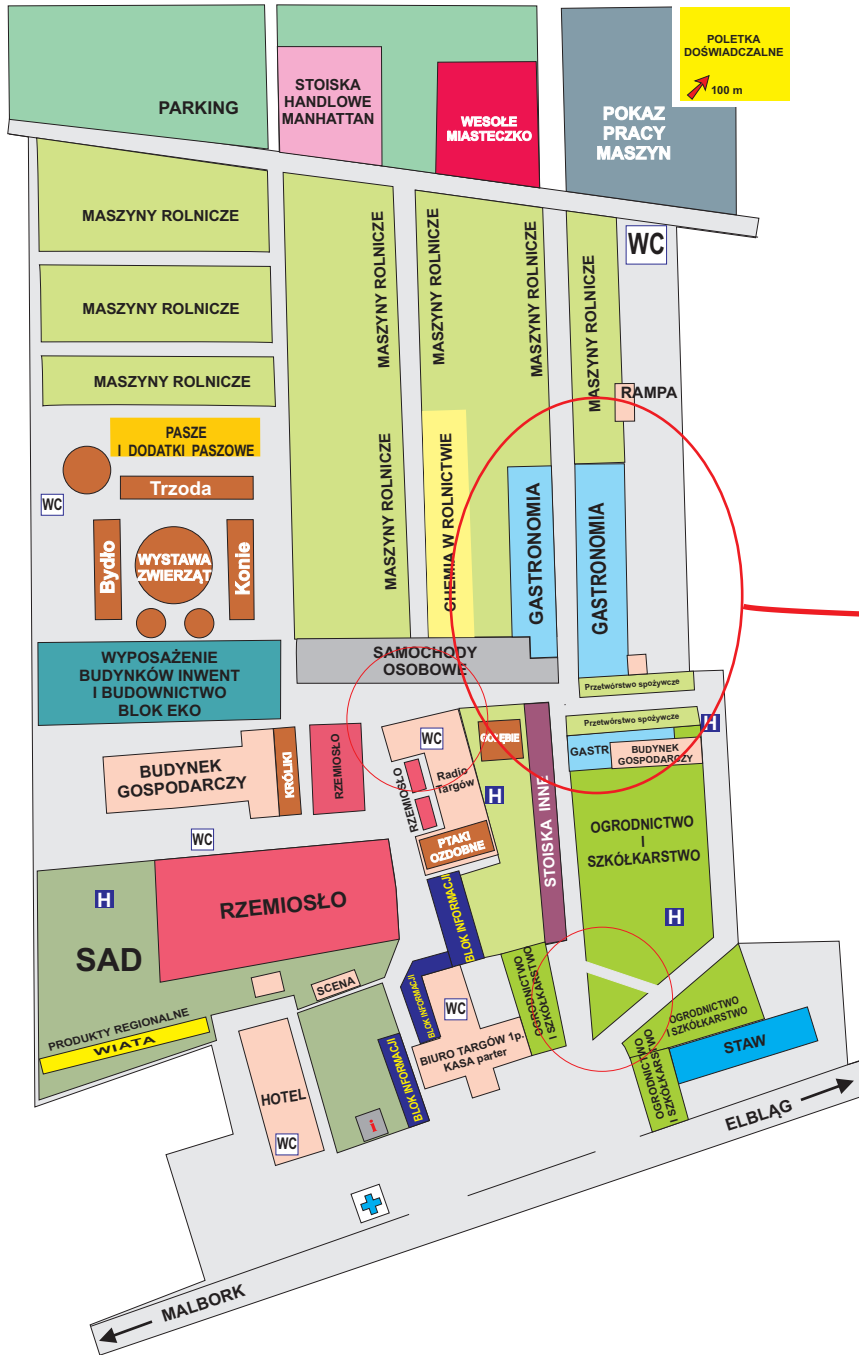 POLETKA
DOŚWIADCZALNE
100 m
PARKING
STOISKA
HANDLOWE
MANHATTAN
WESOŁE
MIASTECZKO
POKAZ
PRACY
MASZYN
MASZYNY ROLNICZE
MASZYNY ROLNICZE
MASZYNY ROLNICZE
MASZYNY ROLNICZE
MASZYNY ROLNICZE
MASZYNY ROLNICZE
MASZYNY ROLNICZE
MASZYNY ROLNICZE
WC
RAMPA
PASZE
I DODATKI PASZOWE
WC
Trzoda
Bydło
WYSTAWA
ZWIERZĄT
Konie
CHEMIA W ROLNICTWIE
GASTRONOMIA
GASTRONOMIA
WYPOSAŻENIE
BUDYNKÓW INWENT
I BUDOWNICTWO
BLOK EKO
SAMOCHODY
OSOBOWE
Przetwórstwo spożywcze
Przetwórstwo spożywcze
H
GASTR
BUDYNEK
GOSPODARCZY
BUDYNEK
GOSPODARCZY
KRÓLIKI
RZEMIOSŁO
WC
GOŁĘBIE
Radio
Targów
RZEMIOSŁO
H
PTAKI
OZDOBNE
STOISKA INNE
OGRODNICTWO
I
SZKÓŁKARSTWO
H
WC
H
RZEMIOSŁO
SAD
BLOK INFORMACJI
BLOK INFORMACJI
BLOK INFORMACJI
SCENA
PRODUKTY REGIONALNE
WIATA
WC
BIURO TARGÓW 1p.
KASA parter
OGRODNICTWO
I SZKÓŁKARSTWO
OGRODNICTWO
I SZKÓŁKARSTWO
OGRODNICTWO
I SZKÓŁKARSTWO
STAW
HOTEL
WC
ELBLĄG
MALBORK